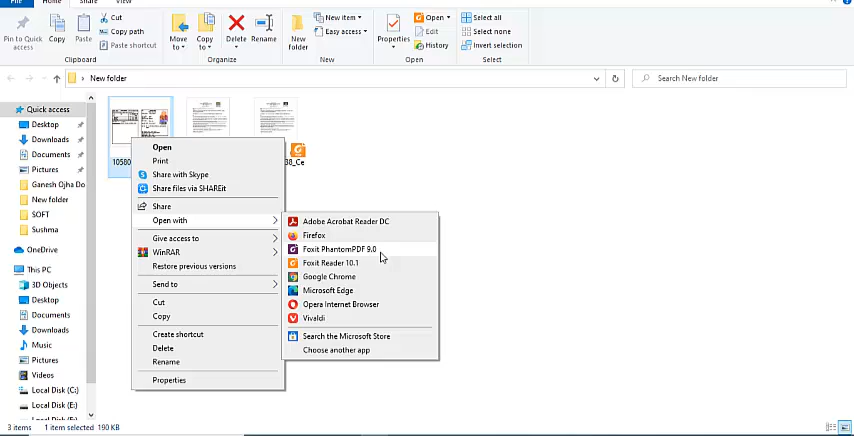 File Home Share View
Pin to Quick access
Copy
Paste
Cut
Copy path
Paste shortcut
Clipboard
Move to
Copy to
Delete
Rename
Organize
New folder
New item
Easy access
New
Properties
Open
Edit
History
Open
Select all
Select none
Invert selection
Select
New folder
Search New folder
Quick access
Desktop
Downloads
Documents
Pictures
Ganesh Ojha Do
New folder
SOFT
Sushma
OneDrive
This PC
3D Objects
Desktop
Documents
Downloads
Music
Pictures
Videos
Local Disk (C:)
Local Disk (E:)
10580
38_Ce
Open
Print
Share with Skype
Share files via SHAREit
Share
Open with
Give access to
WinRAR
Restore previous versions
Send to
Cut
Copy
Create shortcut
Delete
Rename
Properties
Adobe Acrobat Reader DC
Firefox
Foxit PhantomPDF 9.0
Foxit Reader 10.1
Google Chrome
Microsoft Edge
Opera Internet Browser
Vivaldi
Search the Microsoft Store
Choose another app
3 items 1 item selected 190 KB